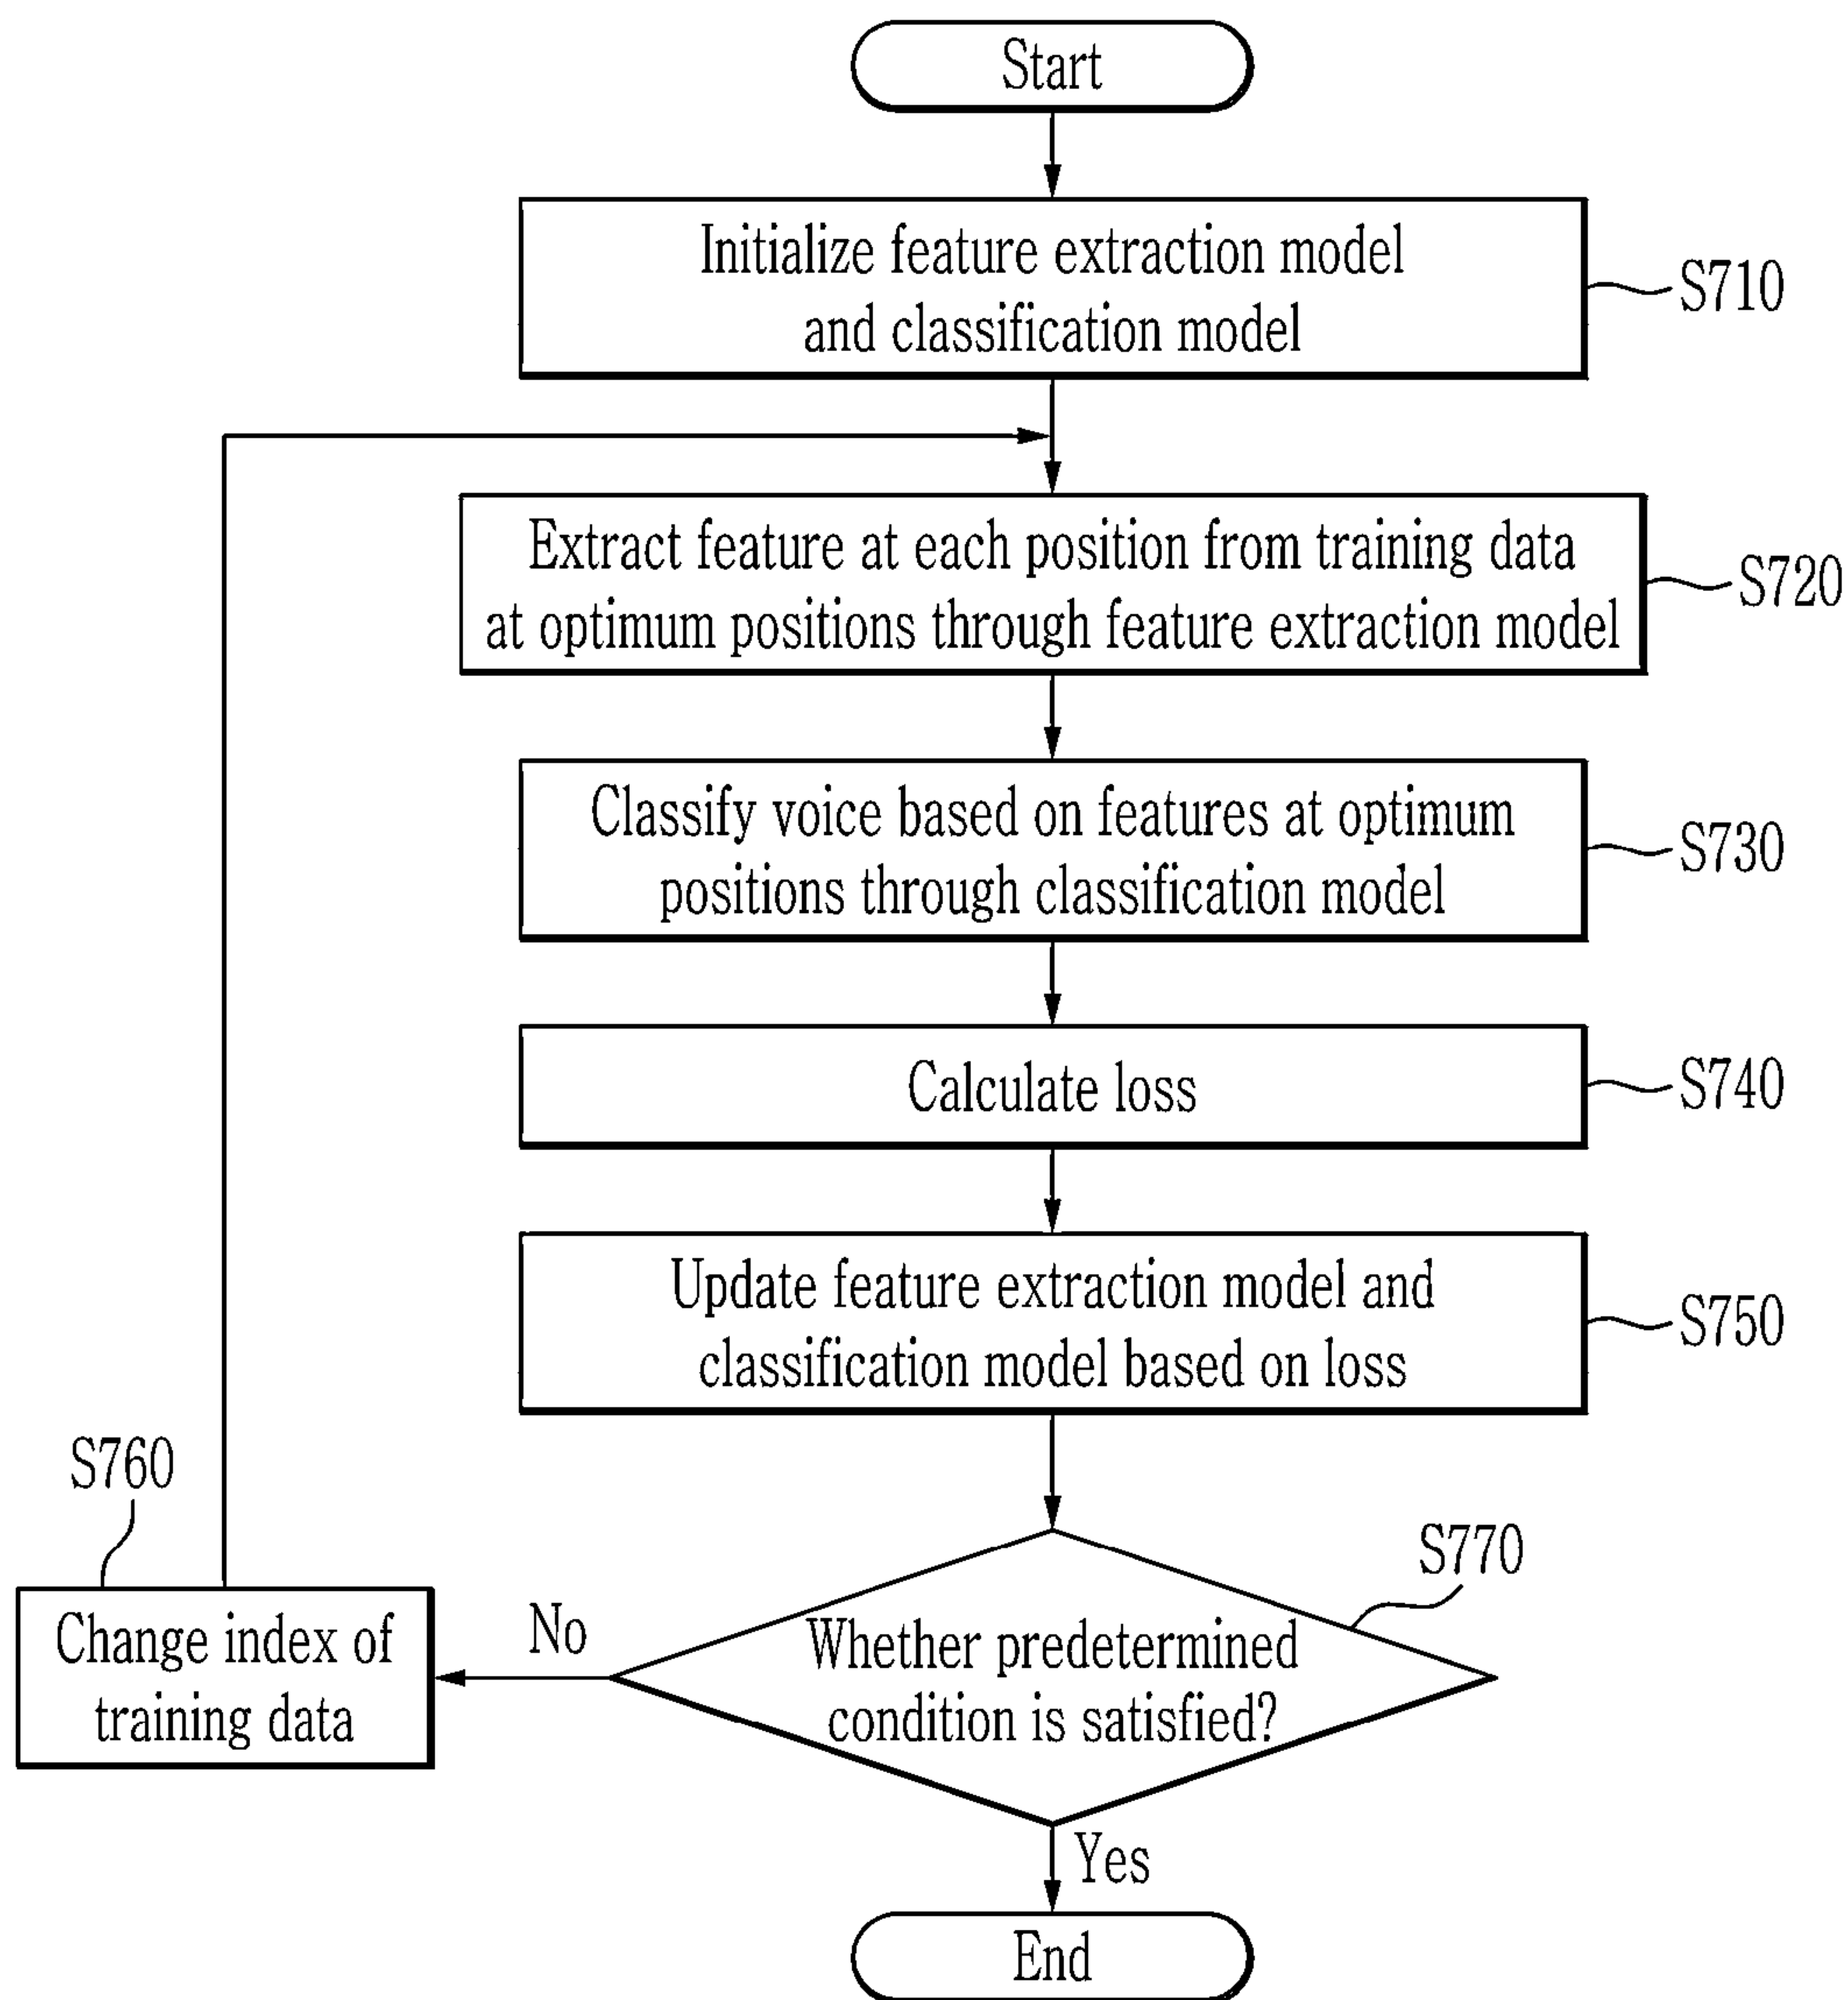 Start
Initialize feature extraction model
and classification model
S710
Extract feature at each position from training data
at optimum positions through feature extraction model
S720
Classify voice based on features at optimum
positions through classification model
S730
Calculate loss
S740
Update feature extraction model and
classification model based on loss
S750
S760
Change index of
training data
No
S770
Whether predetermined
condition is satisfied?
Yes
End